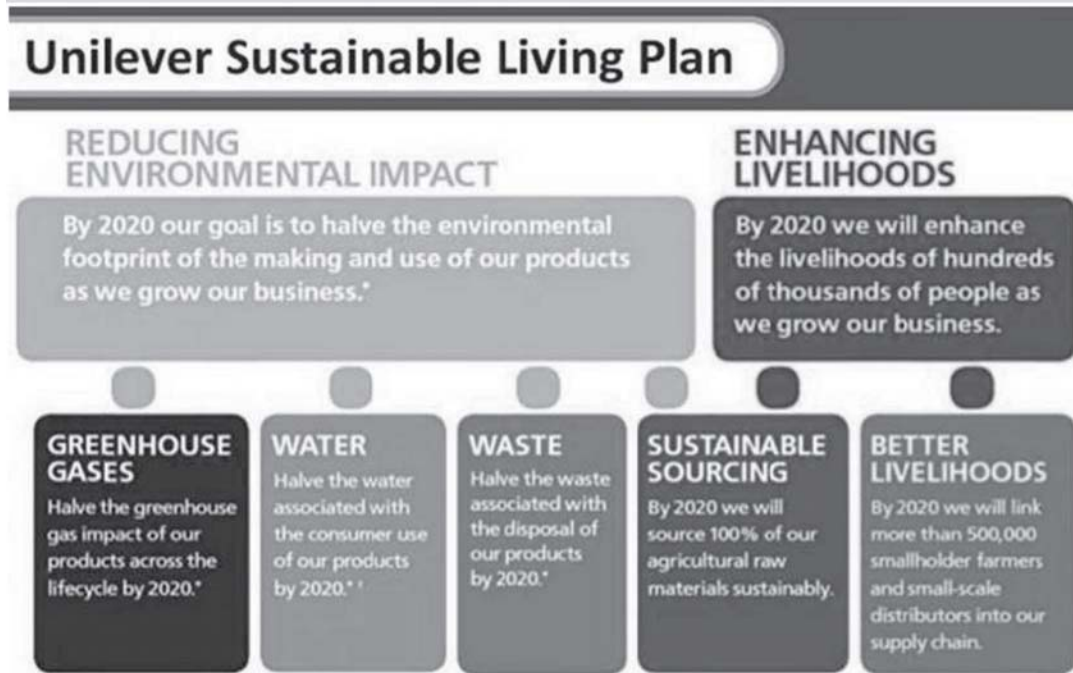 Unilever Sustainable Living Plan
REDUCING
ENVIRONMENTAL IMPACT
By 2020 our goal is to halve the environmental
footprint of the making and use of our products
as we grow our business.*
ENHANCING
LIVELIHOODS
By 2020 we will enhance
the livelihoods of hundreds
of thousands of people as
we grow our business.
GREENHOUSE
GASES
Halve the greenhouse
gas impact of our
products across the
lifecycle by 2020.*
WATER
Halve the water
associated with
the consumer use
of our products
by 2020.*
WASTE
Halve the waste
associated with
the disposal of
our products
by 2020.*
SUSTAINABLE
SOURCING
By 2020 we will
source 100% of our
agricultural raw
materials sustainably.
BETTER
LIVELIHOODS
By 2020 we will link
more than 500,000
smallholder farmers
and small-scale
distributors into our
supply chain.